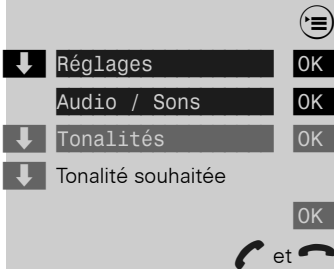 Réglages OK
Audio / Sons OK
Tonalités OK
Tonalité souhaitée
OK
et